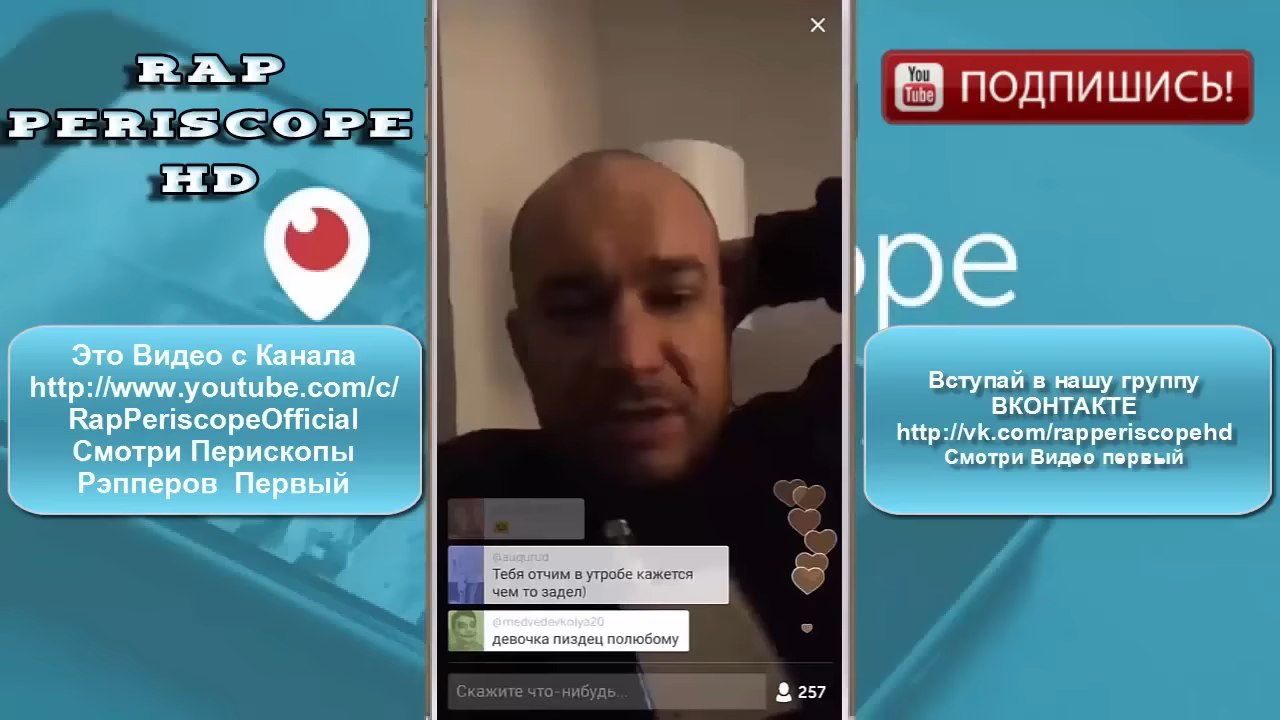 RAP
PERISCOPE
HD
Это Видео с Канала
http://www.youtube.com/c/
RapPeriscopeOfficial
Смотри Перископы
Рэпперов Первый
@auqurud
Тебя отчим в утробе кажется
чем то задел)
@medvedevkolya20
девочка пиздец полюбому
Скажите что-нибудь...
257
You
Tube
ПОДПИШИСЬ!
ope
Вступай в нашу группу
ВКОНТАКТЕ
http://vk.com/rapperiscopehd
Смотри Видео первый